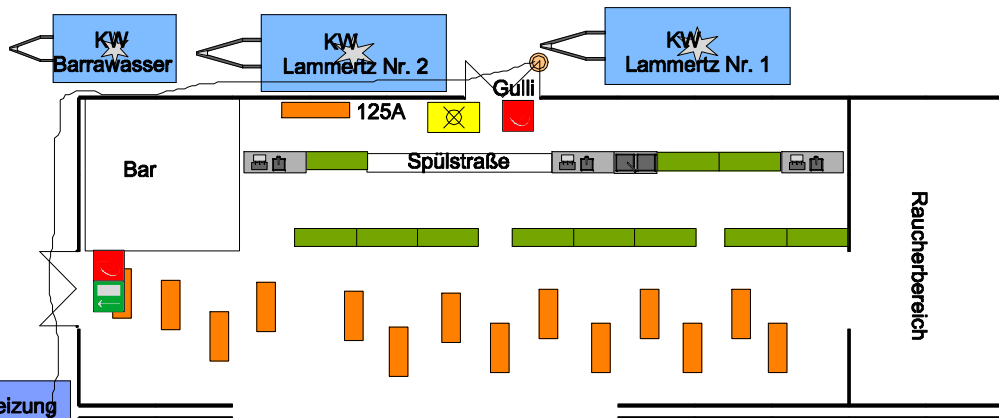 KW
Barrawasser
KW
Lammertz Nr. 2
KW
Lammertz Nr. 1
Gulli
125A
Bar
Spülstraße
Raucherbereich
eizung